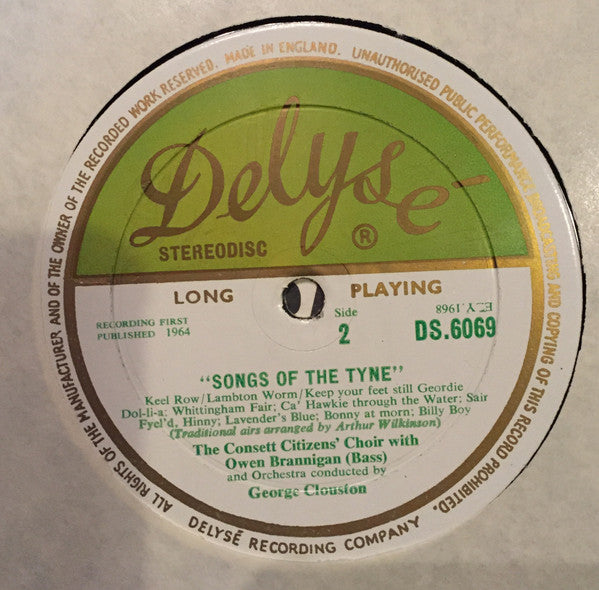 ALL RIGHTS OF THE MANUFACTURER AND OF THE OWNER OF THE RECORDED WORK RESERVED. MADE IN ENGLAND. UNAUTHORISED PUBLIC PERFORMANCE BROADCASTING AND COPYING OF THIS RECORD PROHIBITED.
Delysé
STEREODISC ®
LONG PLAYING
RECORDING FIRST
PUBLISHED 1964
Side
2
E-Y.1968
DS.6069
"SONGS OF THE TYNE"
Keel Row/Lambton Worm/Keep your feet still Geordie
Dol-li-a; Whittingham Fair; Ca' Hawkie through the Water; Sair
Fyel'd, Hinny; Lavender's Blue; Bonny at morn; Billy Boy
(Traditional airs arranged by Arthur Wilkinson)
The Consett Citizens' Choir with
Owen Brannigan (Bass)
and Orchestra conducted by
George Clouston
DELYSÉ RECORDING COMPANY